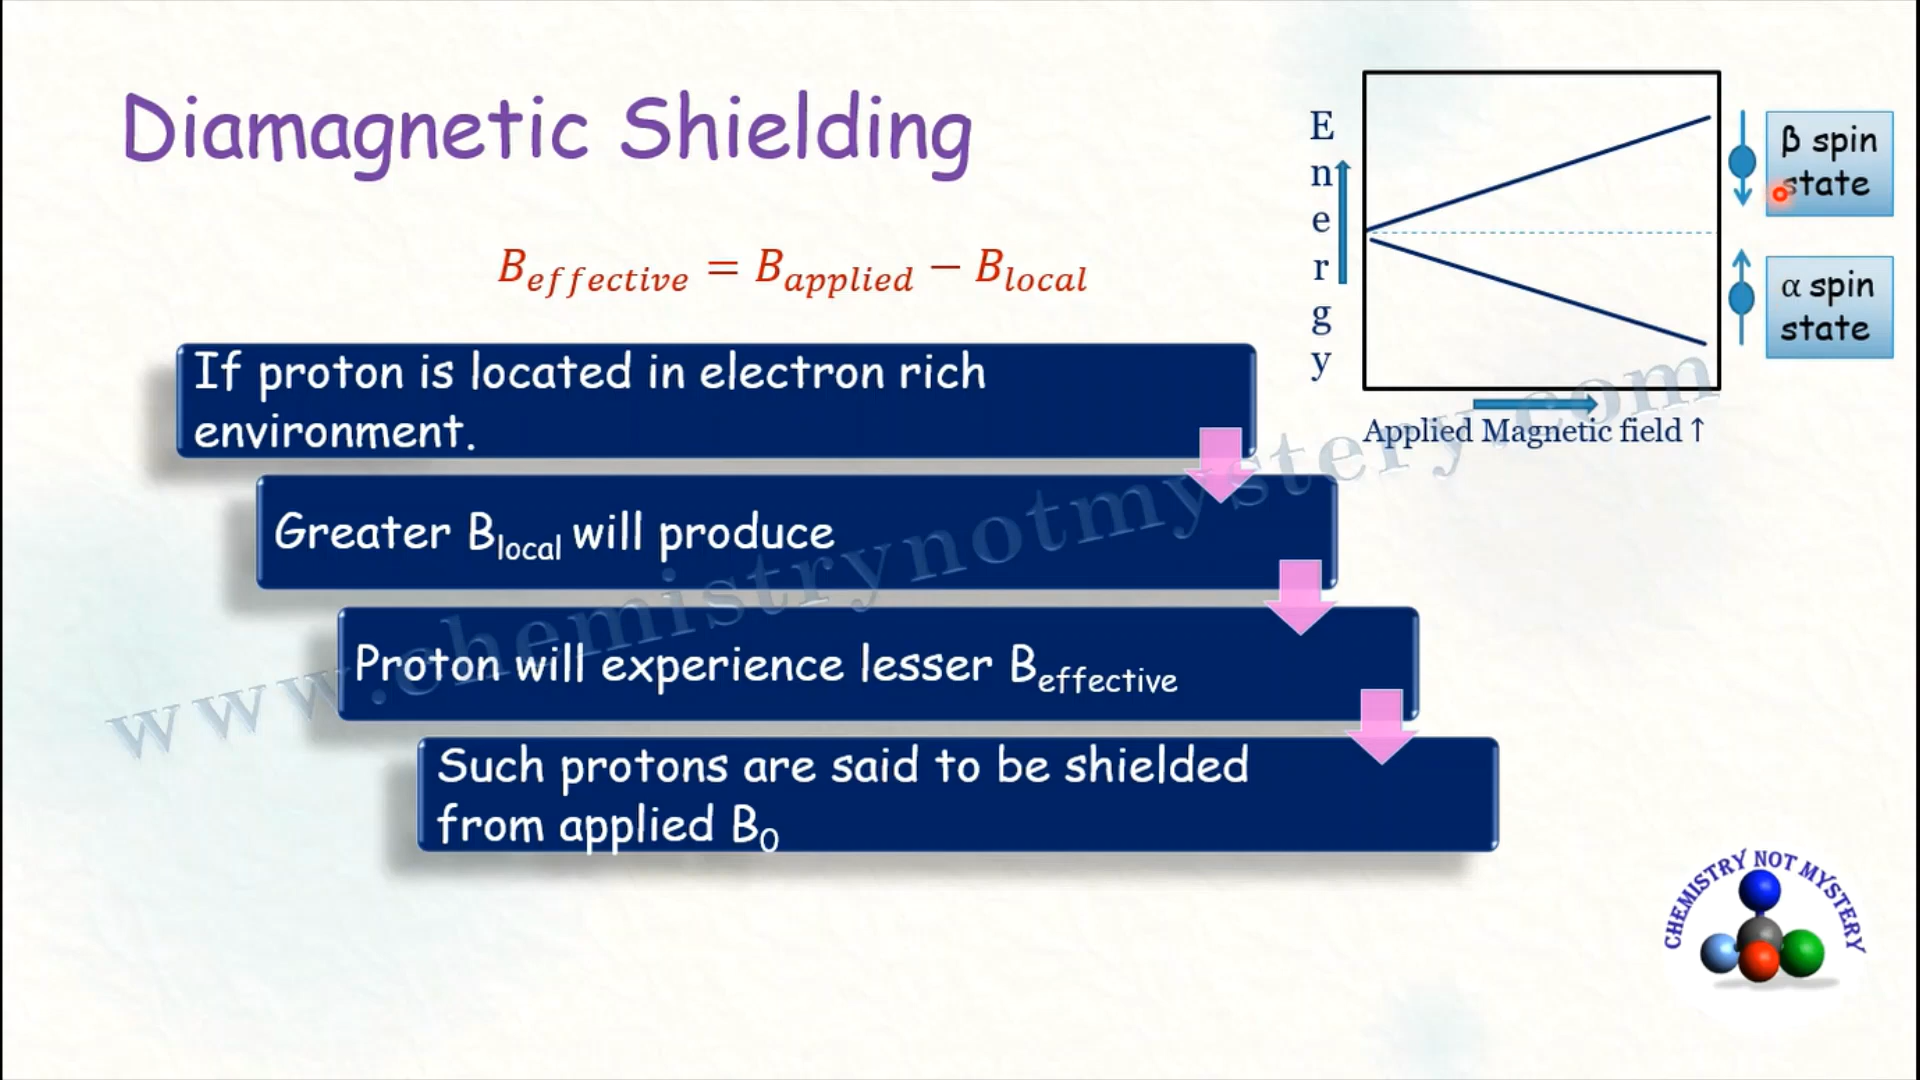 Diamagnetic Shielding
B_effective = B_applied − B_local
If proton is located in electron rich
environment.
Greater B_local will produce
Proton will experience lesser B_effective
Such protons are said to be shielded
from applied B_0
Energy
β spin
state
α spin
state
Applied Magnetic field ↑
www.chemistrynotmystery.com
CHEMISTRY NOT MYSTERY